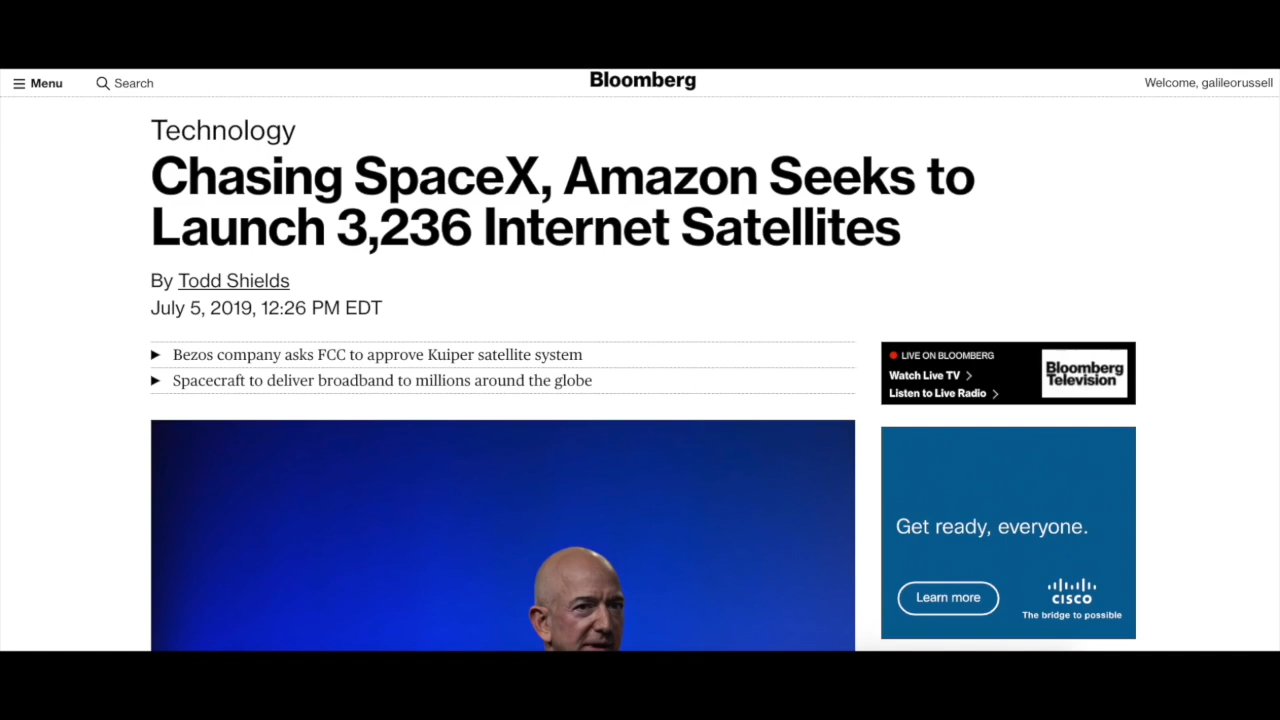 Menu
Search
Bloomberg
Welcome, galileorussell
Technology
Chasing SpaceX, Amazon Seeks to
Launch 3,236 Internet Satellites
By Todd Shields
July 5, 2019, 12:26 PM EDT
Bezos company asks FCC to approve Kuiper satellite system
Spacecraft to deliver broadband to millions around the globe
LIVE ON BLOOMBERG
Watch Live TV
Listen to Live Radio
Bloomberg
Television
Get ready, everyone.
Learn more
CISCO
The bridge to possible